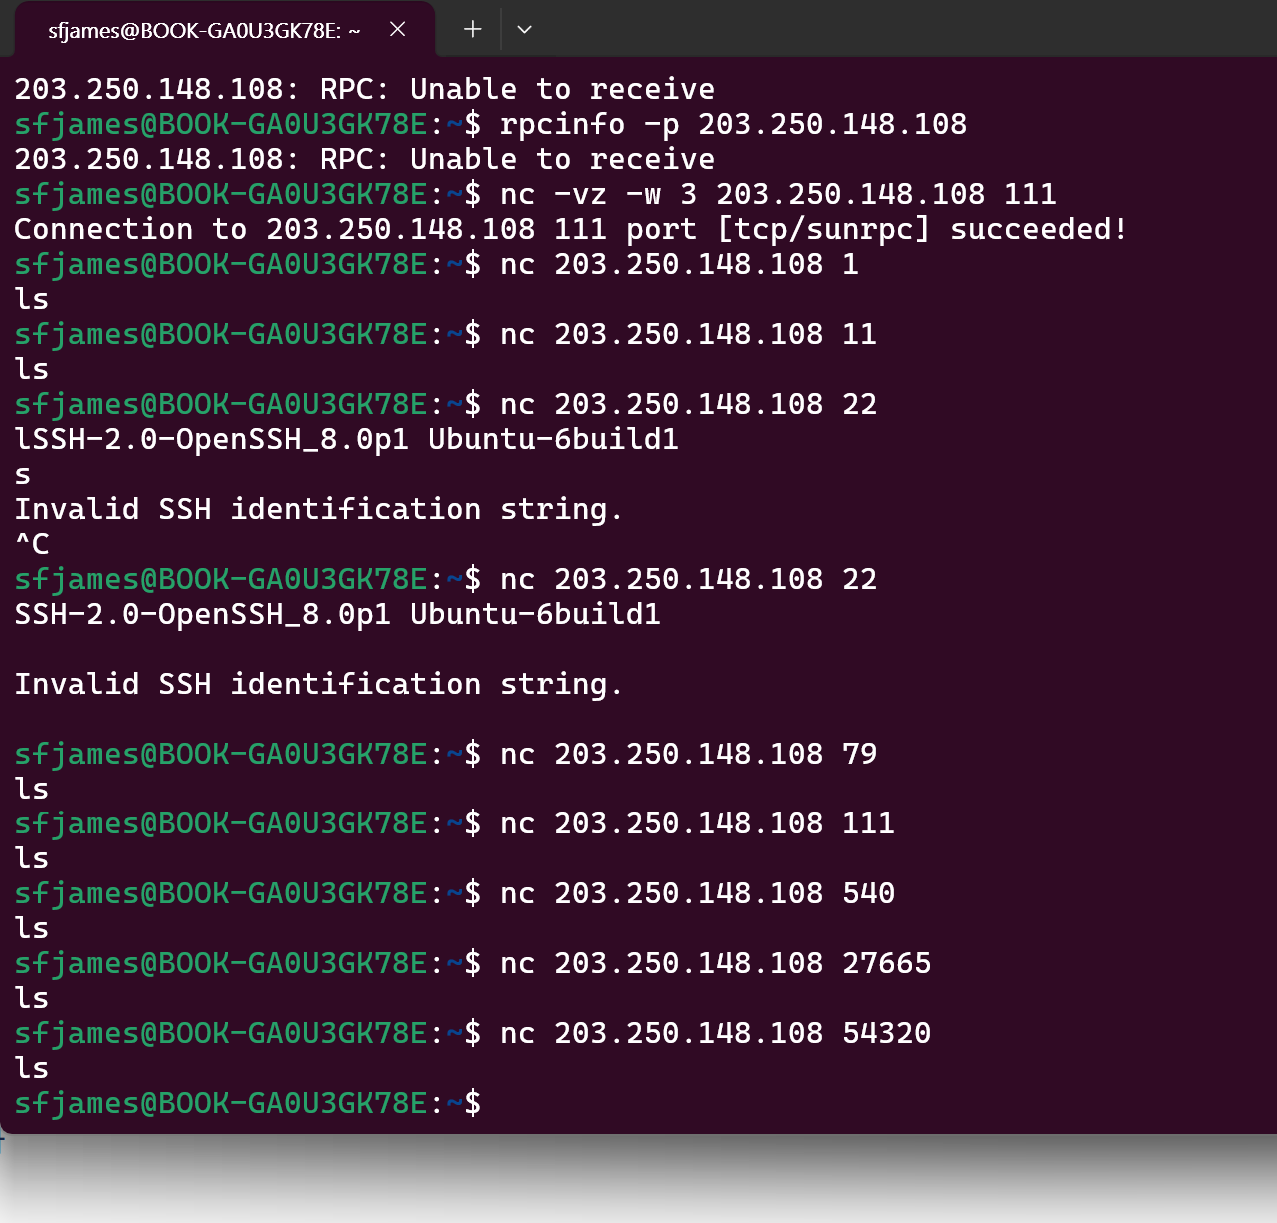 sfjames@BOOK-GA0U3GK78E: ~
203.250.148.108: RPC: Unable to receive
sfjames@BOOK-GA0U3GK78E:~$ rpcinfo -p 203.250.148.108
203.250.148.108: RPC: Unable to receive
sfjames@BOOK-GA0U3GK78E:~$ nc -vz -w 3 203.250.148.108 111
Connection to 203.250.148.108 111 port [tcp/sunrpc] succeeded!
sfjames@BOOK-GA0U3GK78E:~$ nc 203.250.148.108 1
ls
sfjames@BOOK-GA0U3GK78E:~$ nc 203.250.148.108 11
ls
sfjames@BOOK-GA0U3GK78E:~$ nc 203.250.148.108 22
lSSH-2.0-OpenSSH_8.0p1 Ubuntu-6build1
s
Invalid SSH identification string.
^C
sfjames@BOOK-GA0U3GK78E:~$ nc 203.250.148.108 22
SSH-2.0-OpenSSH_8.0p1 Ubuntu-6build1
Invalid SSH identification string.
sfjames@BOOK-GA0U3GK78E:~$ nc 203.250.148.108 79
ls
sfjames@BOOK-GA0U3GK78E:~$ nc 203.250.148.108 111
ls
sfjames@BOOK-GA0U3GK78E:~$ nc 203.250.148.108 540
ls
sfjames@BOOK-GA0U3GK78E:~$ nc 203.250.148.108 27665
ls
sfjames@BOOK-GA0U3GK78E:~$ nc 203.250.148.108 54320
ls
sfjames@BOOK-GA0U3GK78E:~$